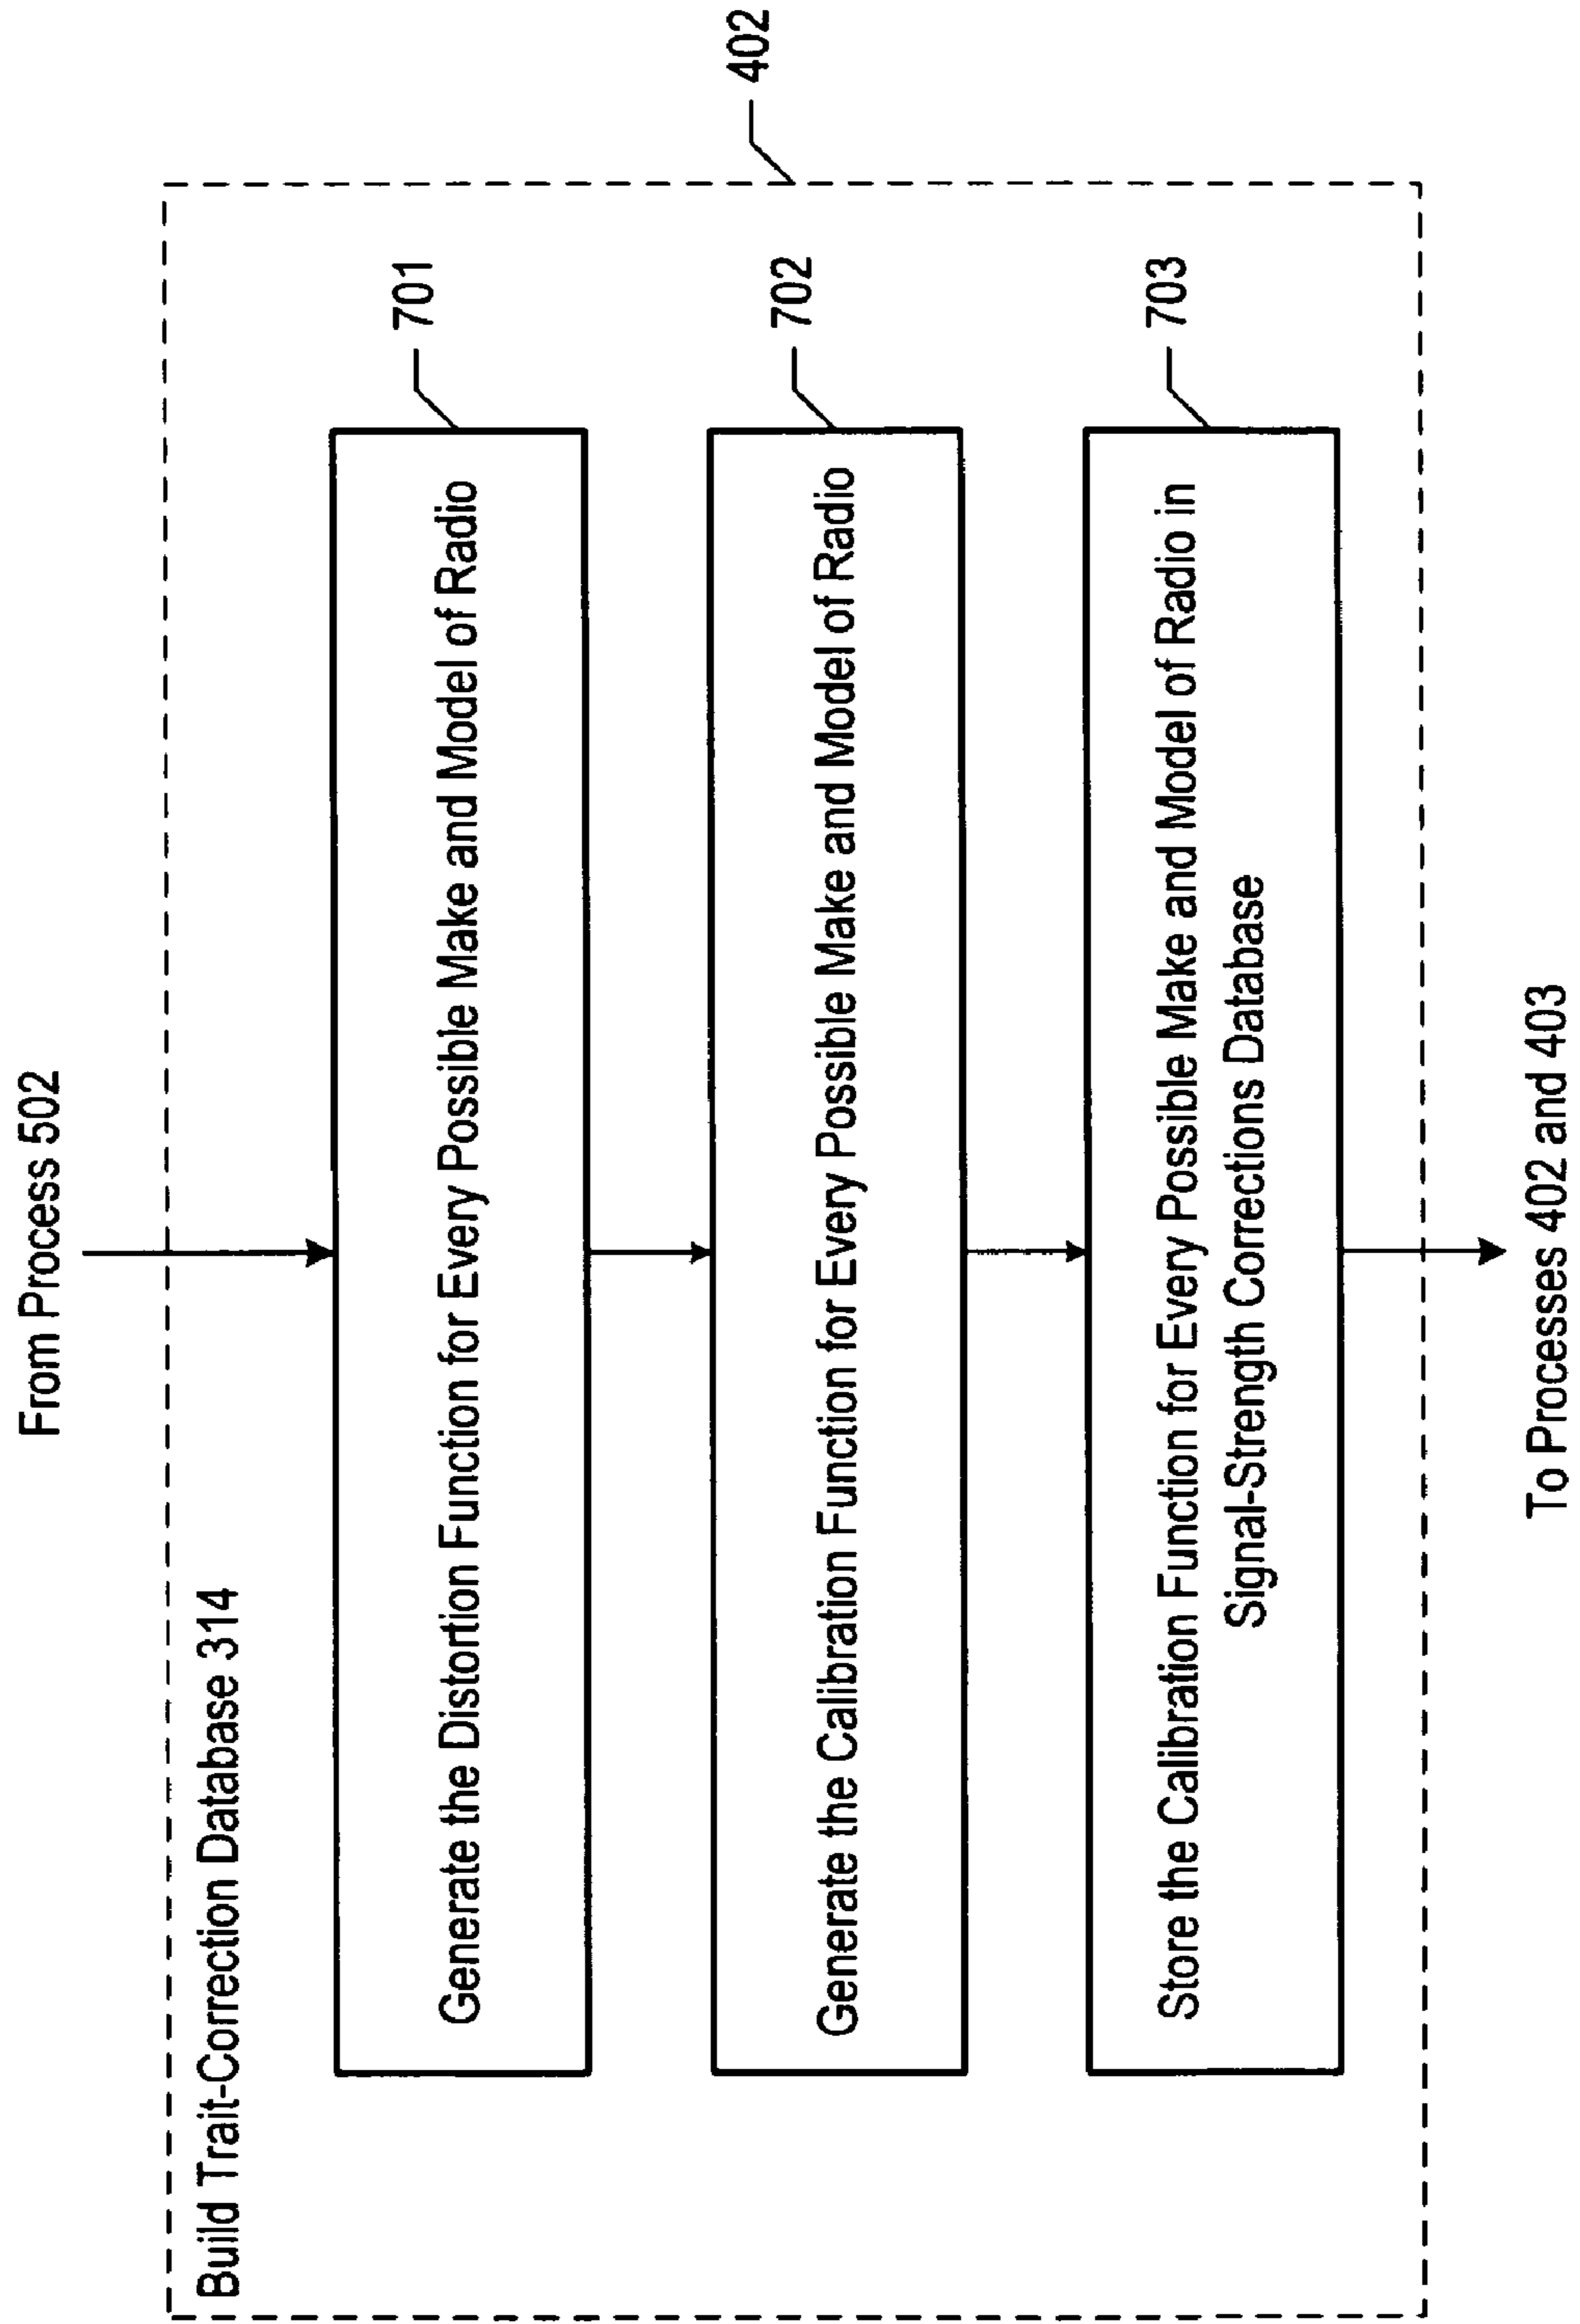 From Process 502
Build Trait-Correction Database 314
402
701
Generate the Distortion Function for Every Possible Make and Model of Radio
702
Generate the Calibration Function for Every Possible Make and Model of Radio
703
Store the Calibration Function for Every Possible Make and Model of Radio in
Signal-Strength Corrections Database
To Processes 402 and 403